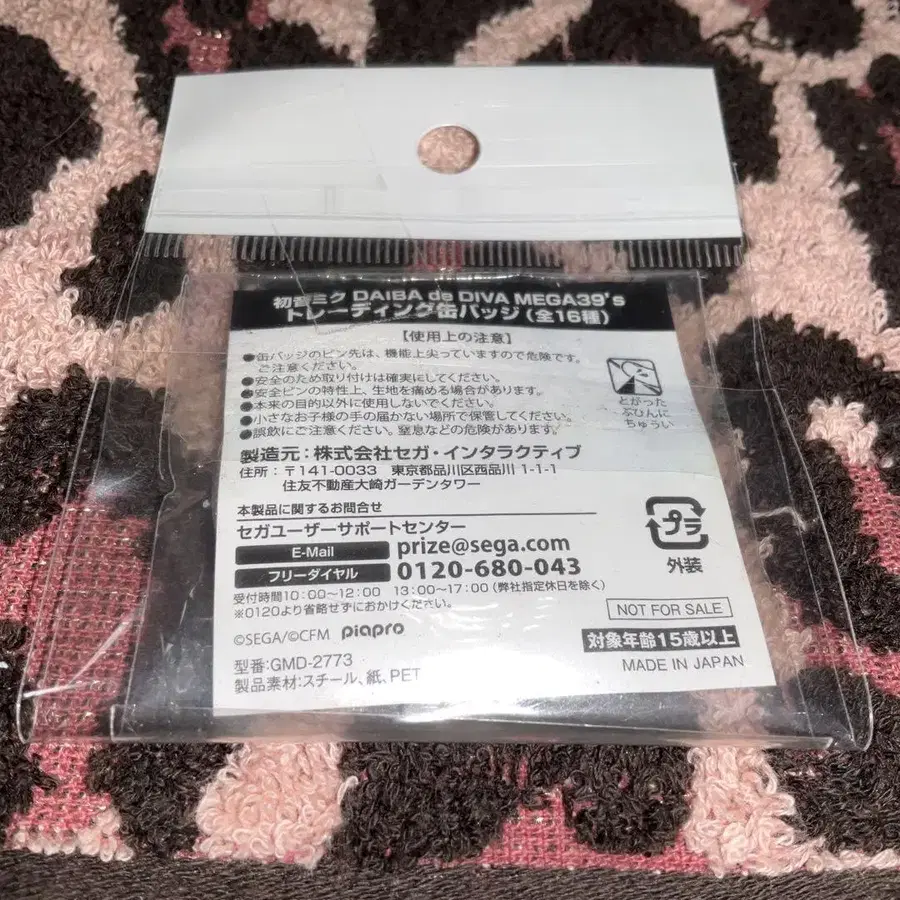 初音ミク DAIBA de DIVA MEGA39's
トレーディング缶バッジ(全16種)
【使用上の注意】
●缶バッジのピン先は、機能上尖っていますので危険です。
ご注意ください。
●安全のため取り付けは確実にしてください。
●安全ピンの特性上、生地を痛める場合があります。
●本来の目的以外に使用しないでください。
●小さなお子様の手の届かない場所で保管してください。
●誤飲にご注意ください。窒息などの危険があります。
とがった
ぶひんに
ちゅうい
製造元:株式会社セガ・インタラクティブ
住所:〒141-0033 東京都品川区西品川 1-1-1
住友不動産大崎ガーデンタワー
本製品に関するお問合せ
セガユーザーサポートセンター
E-Mail prize@sega.com
フリーダイヤル 0120-680-043
受付時間10:00~12:00 13:00~17:00 (弊社指定休日を除く)
※0120より省略せずにおかけください。
プラ
外装
©SEGA/©CFM piapro
NOT FOR SALE
対象年齢15歳以上
型番:GMD-2773
MADE IN JAPAN
製品素材:スチール、紙、PET